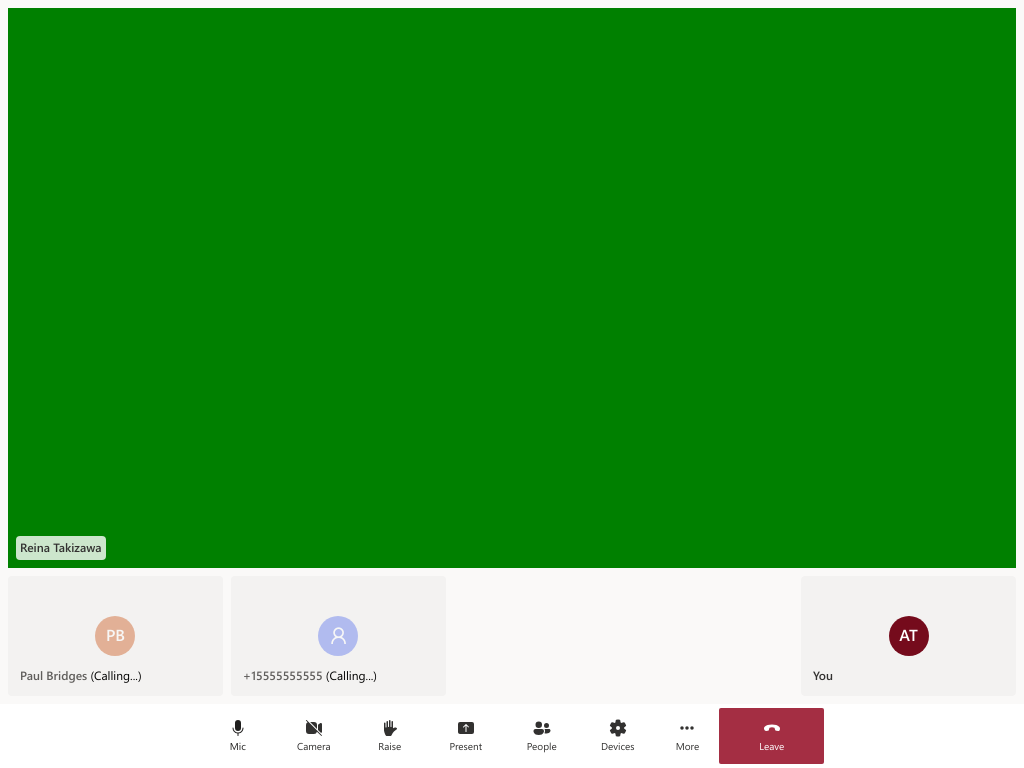 Reina Takizawa
PB
AT
Paul Bridges (Calling...)
+15555555555 (Calling...)
You
Mic
Camera
Raise
Present
People
Devices
More
Leave